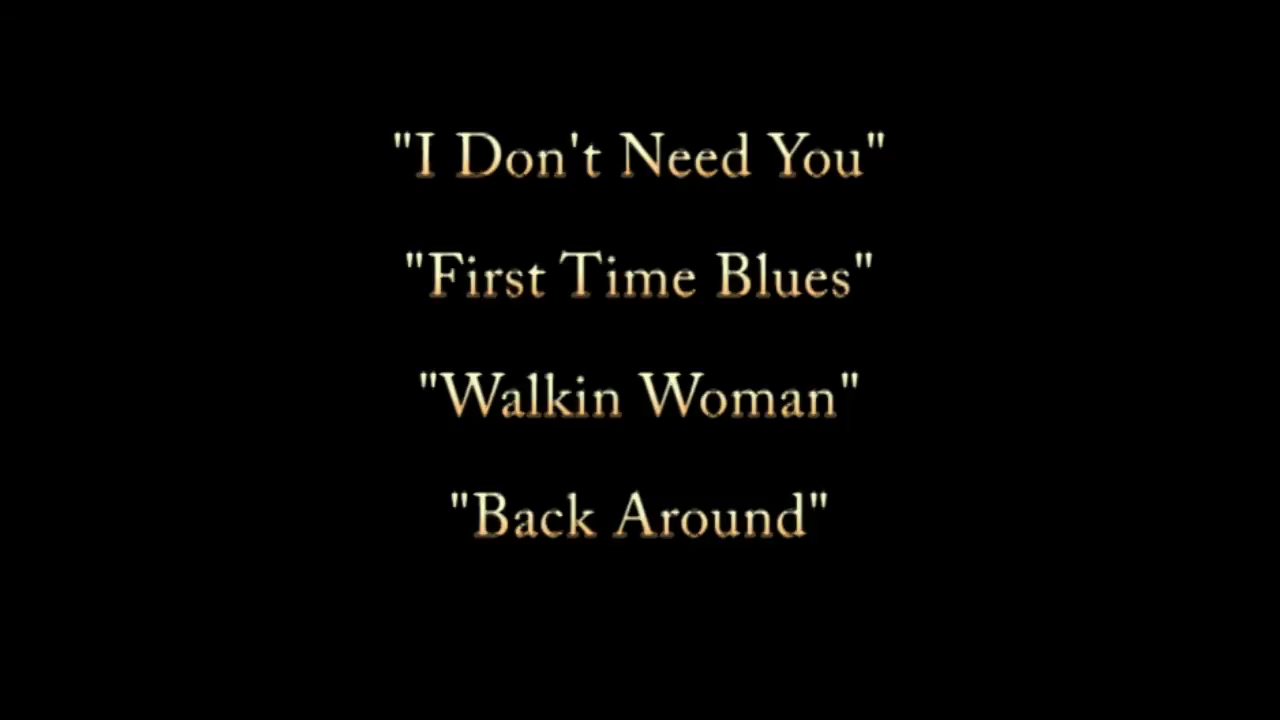 "I Don't Need You"
"First Time Blues"
"Walkin Woman"
"Back Around"